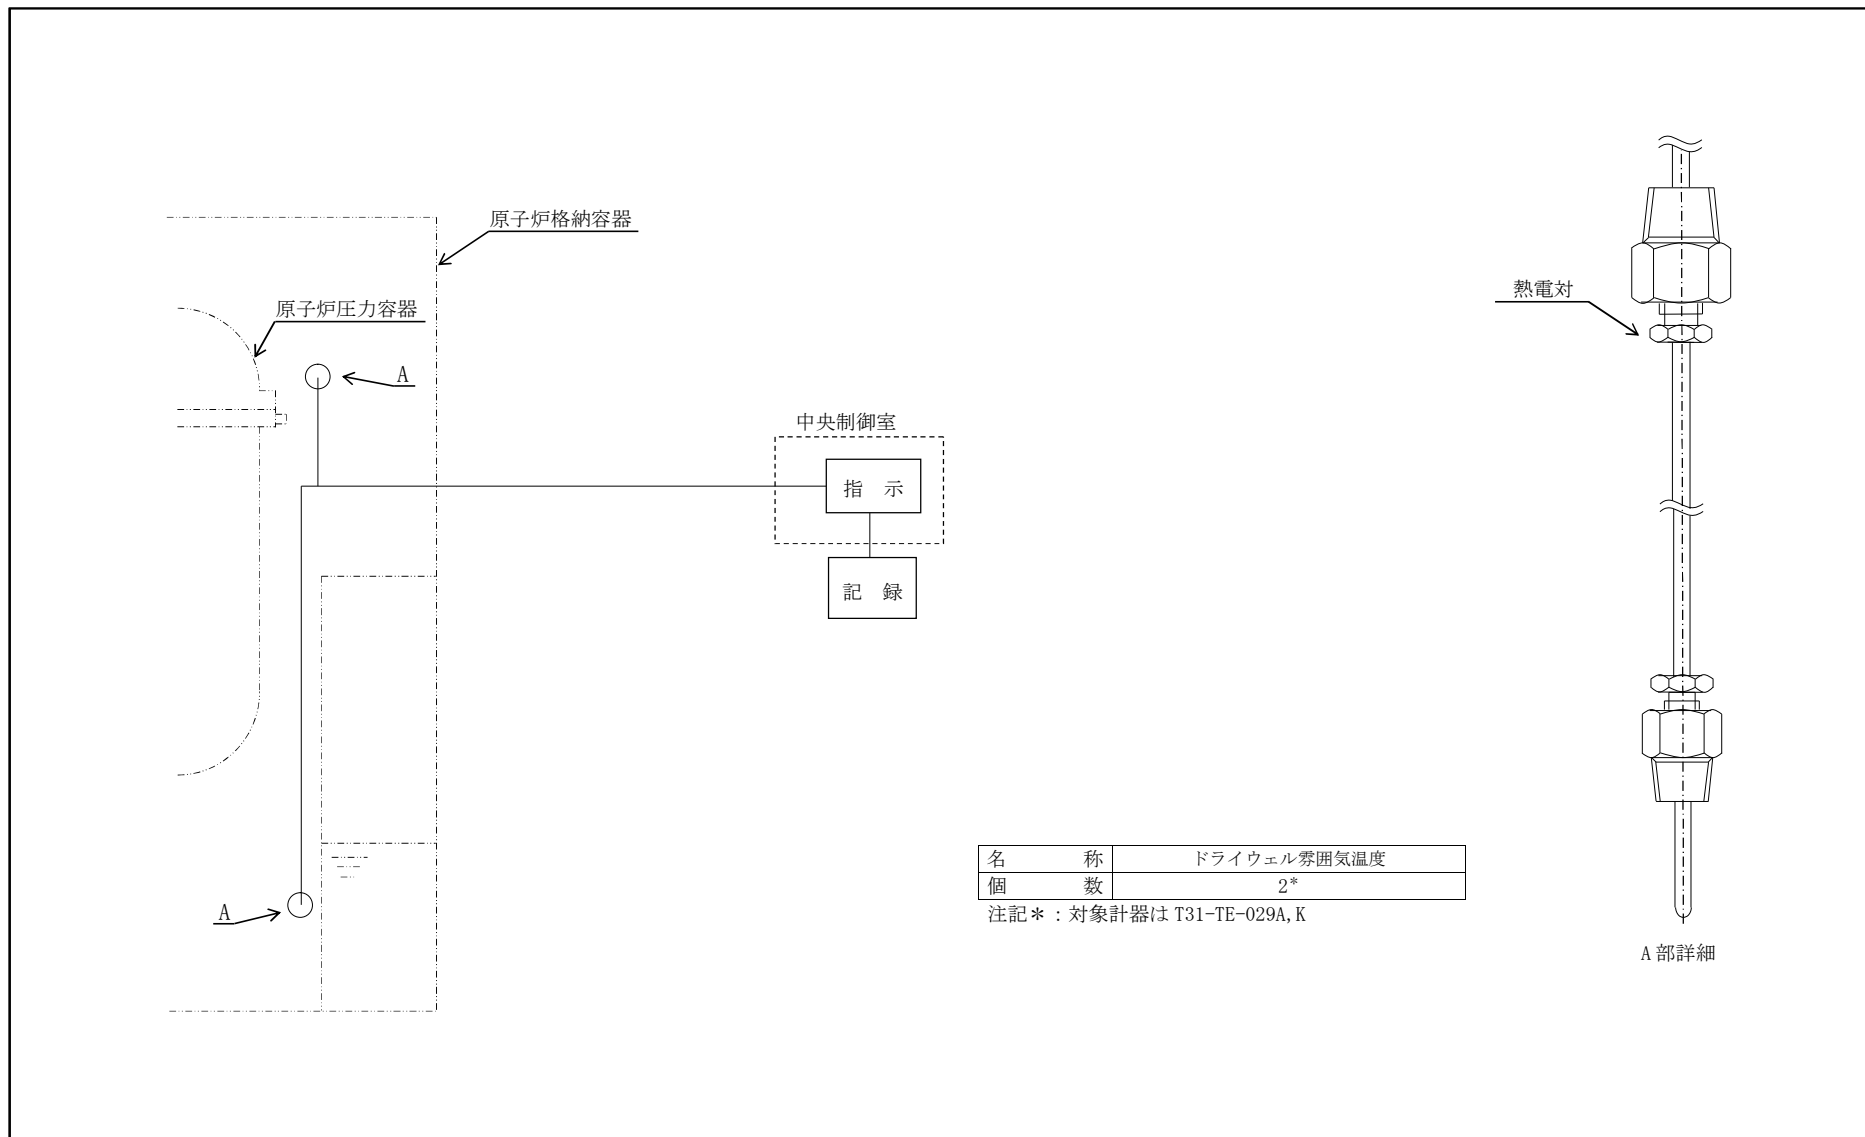 原子炉格納容器
原子炉圧力容器
A
中央制御室
指 示
記 録
A
熱電対
名 称 ドライウェル雰囲気温度
個 数 2*
注記＊：対象計器は T31-TE-029A,K
A部詳細